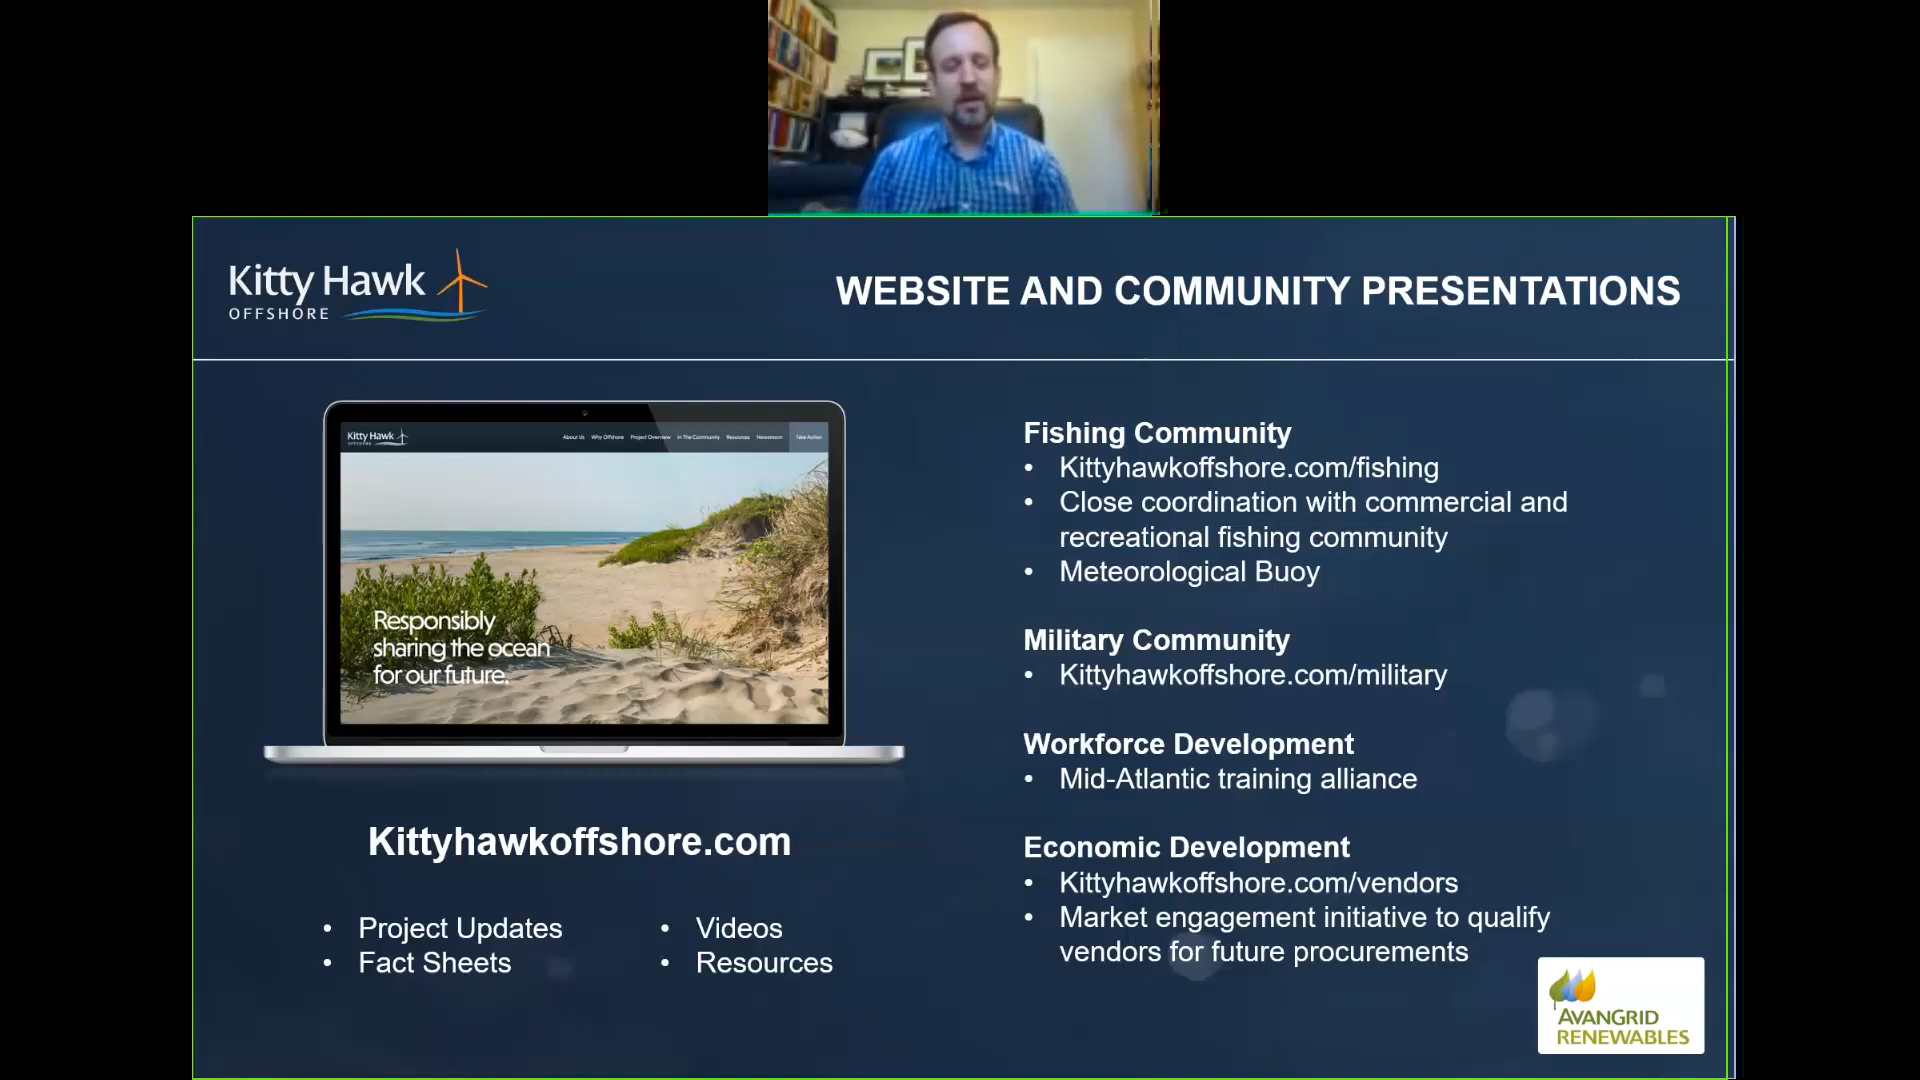 Kitty Hawk
OFFSHORE
WEBSITE AND COMMUNITY PRESENTATIONS
Kitty Hawk
OFFSHORE
About Us Why Offshore Project Overview In The Community Resources Newsroom Take Action
Responsibly
sharing the ocean
for our future.
Kittyhawkoffshore.com
• Project Updates
• Fact Sheets
• Videos
• Resources
Fishing Community
• Kittyhawkoffshore.com/fishing
• Close coordination with commercial and
recreational fishing community
• Meteorological Buoy
Military Community
• Kittyhawkoffshore.com/military
Workforce Development
• Mid-Atlantic training alliance
Economic Development
• Kittyhawkoffshore.com/vendors
• Market engagement initiative to qualify
vendors for future procurements
AVANGRID
RENEWABLES